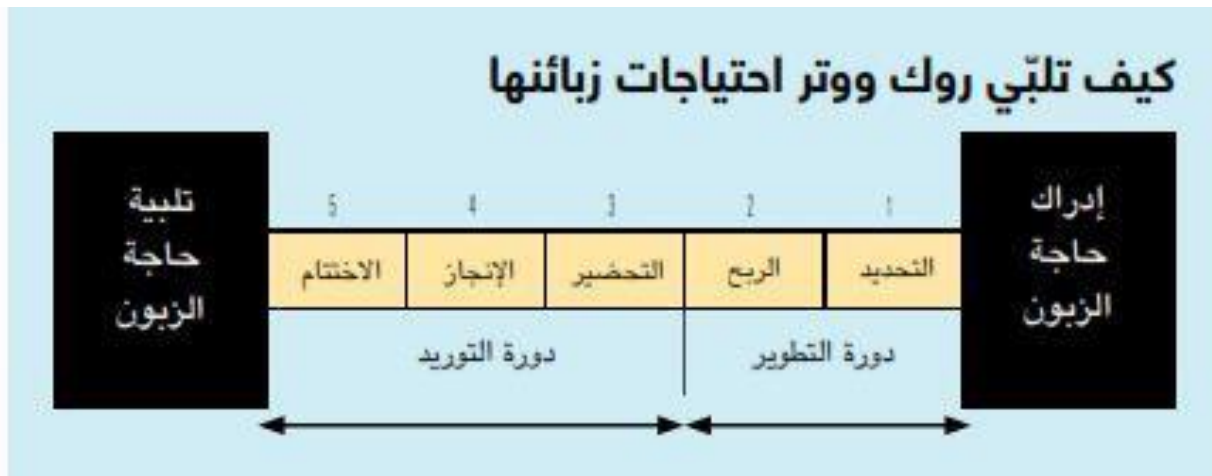 كيف تلبّي روك ووتر احتياجات زبائنها
إدراك
حاجة
الزبون
1 2 3 4 5
التحديد الربح التحضير الإنجاز الاختتام
دورة التطوير دورة التوريد
تلبية
حاجة
الزبون